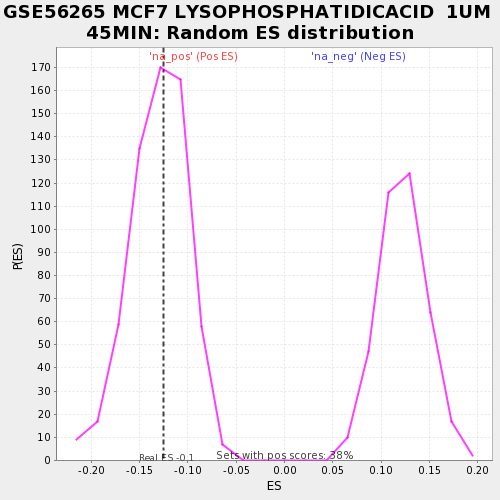 GSE56265 MCF7 LYSOPHOSPHATIDICACID 1UM
45MIN: Random ES distribution
'na_pos' (Pos ES) 'na_neg' (Neg ES)
170
160
150
140
130
120
110
100
90
80
70
60
50
40
30
20
10
0
P(ES)
Real ES -0.1
Sets with pos scores: 38%
-0.20 -0.15 -0.10 -0.05 0.00 0.05 0.10 0.15 0.20
ES